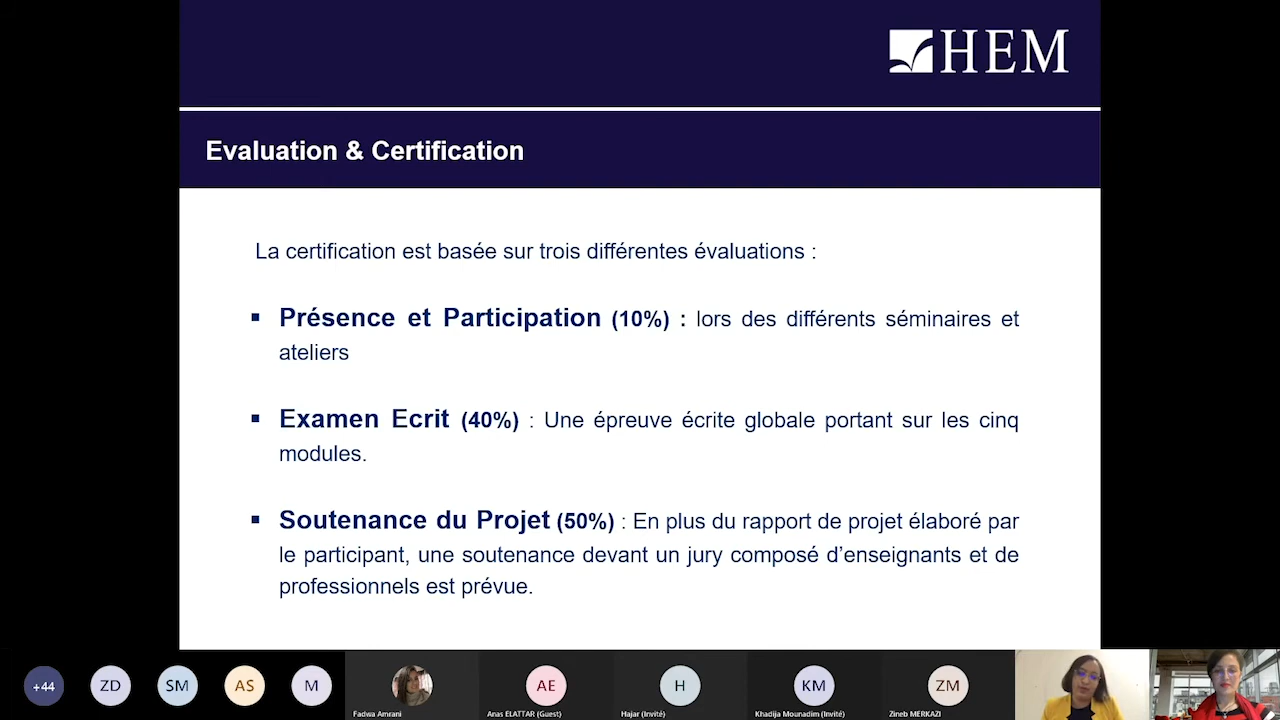 HEM
Evaluation & Certification
La certification est basée sur trois différentes évaluations :
▪ Présence et Participation (10%) : lors des différents séminaires et
ateliers
▪ Examen Ecrit (40%) : Une épreuve écrite globale portant sur les cinq
modules.
▪ Soutenance du Projet (50%) : En plus du rapport de projet élaboré par
le participant, une soutenance devant un jury composé d’enseignants et de
professionnels est prévue.
+44
ZD
SM
AS
M
Fadwa Amrani
AE
Anas ELATTAR (Guest)
H
Hajar (Invité)
KM
Khadija Mounadim (Invité)
ZM
Zineb MERKAZI